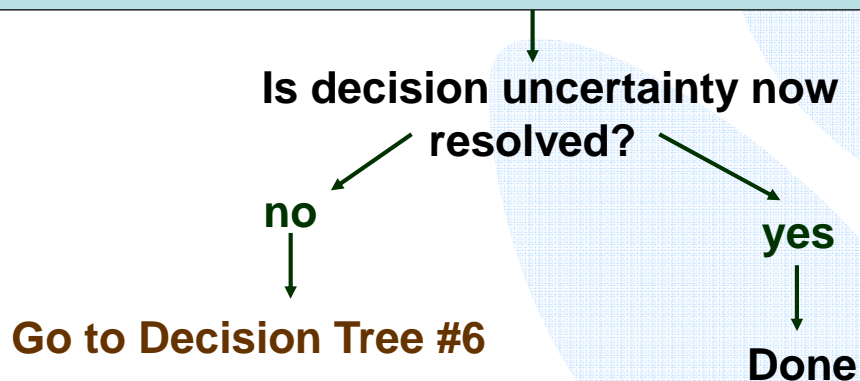 Is decision uncertainty now
resolved?
no
yes
Go to Decision Tree #6
Done